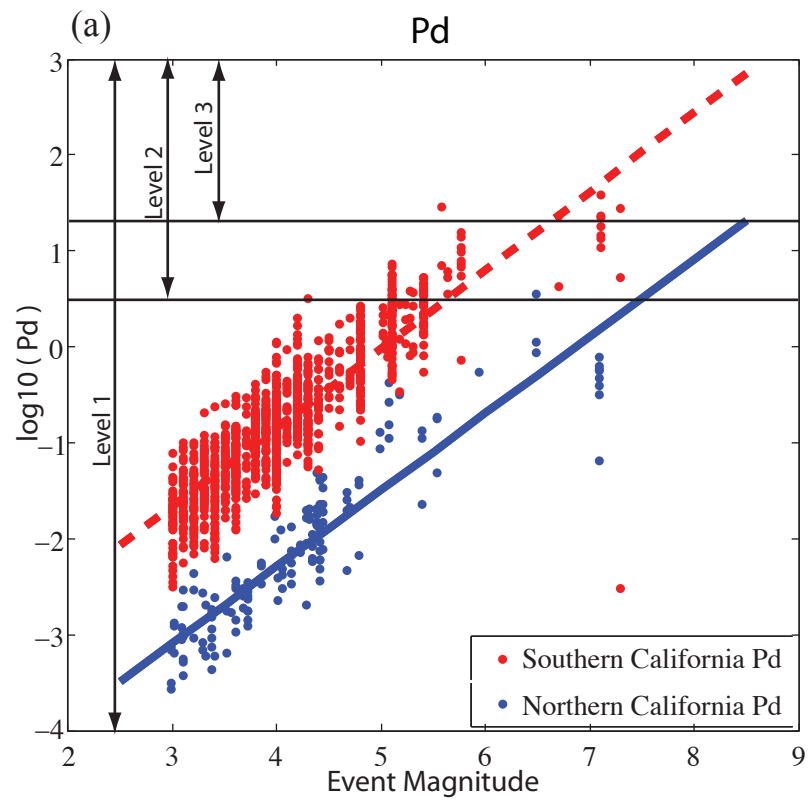 (a)
Pd
3
2
1
0
−1
−2
−3
−4
log10 ( Pd )
Level 1
Level 2
Level 3
Southern California Pd
Northern California Pd
2 3 4 5 6 7 8 9
Event Magnitude